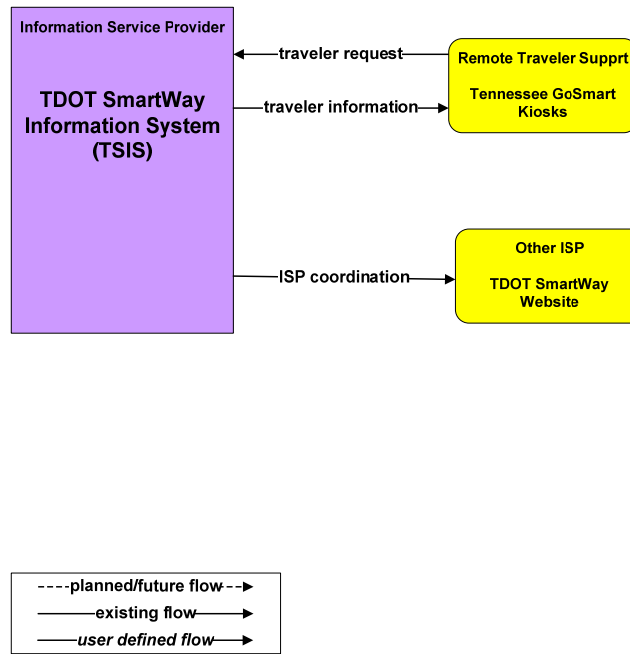 Information Service Provider
TDOT SmartWay
Information System
(TSIS)
traveler request
traveler information
Remote Traveler Supprt
Tennessee GoSmart
Kiosks
ISP coordination
Other ISP
TDOT SmartWay
Website
planned/future flow
existing flow
user defined flow